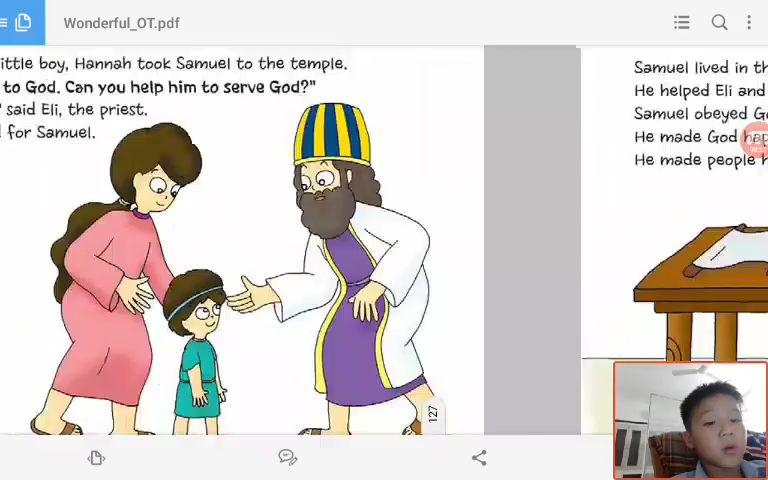 Wonderful_OT.pdf
ittle boy, Hannah took Samuel to the temple.
to God. Can you help him to serve God?"
said Eli, the priest.
for Samuel.
127
Samuel lived in th
He helped Eli and
Samuel obeyed G
He made God hap
He made people h